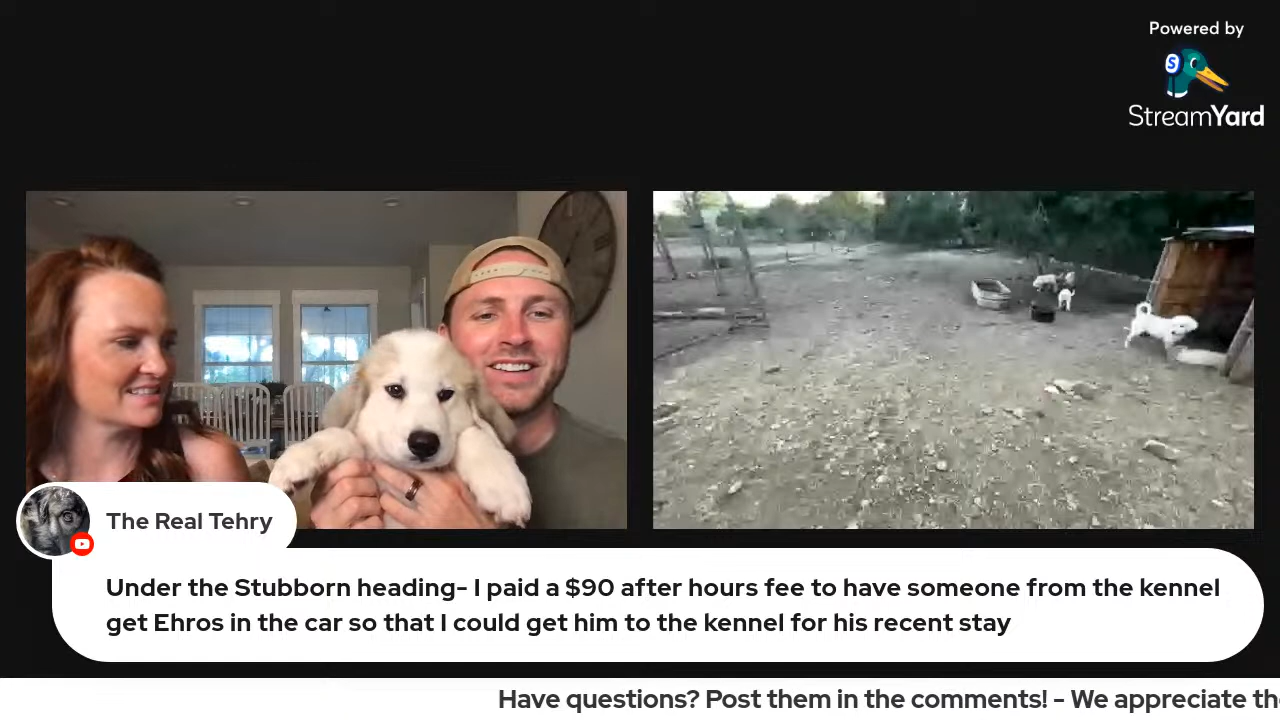 Powered by
StreamYard
The Real Tehry
Under the Stubborn heading- I paid a $90 after hours fee to have someone from the kennel
get Ehros in the car so that I could get him to the kennel for his recent stay
Have questions? Post them in the comments! - We appreciate th